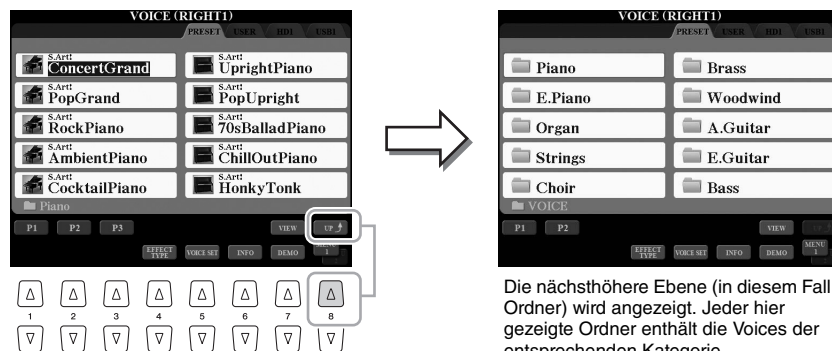 VOICE (RIGHT1)
PRESET USER HD1 USB1
S.Art!
ConcertGrand
S.Art!
UprightPiano
S.Art!
PopGrand
S.Art!
PopUpright
S.Art!
RockPiano
S.Art!
70sBalladPiano
S.Art!
AmbientPiano
S.Art!
ChillOutPiano
S.Art!
CocktailPiano
S.Art!
HonkyTonk
Piano
P1 P2 P3 VIEW UP
EFFECT TYPE VOICE SET INFO DEMO MENU 1
1 2 3 4 5 6 7 8
VOICE (RIGHT1)
PRESET USER HD1 USB1
Piano Brass
E.Piano Woodwind
Organ A.Guitar
Strings E.Guitar
Choir Bass
VOICE
P1 P2 VIEW UP
EFFECT TYPE VOICE SET INFO DEMO MENU 1
Die nächsthöhere Ebene (in diesem Fall
Ordner) wird angezeigt. Jeder hier
gezeigte Ordner enthält die Voices der
entsprechenden Kategorie